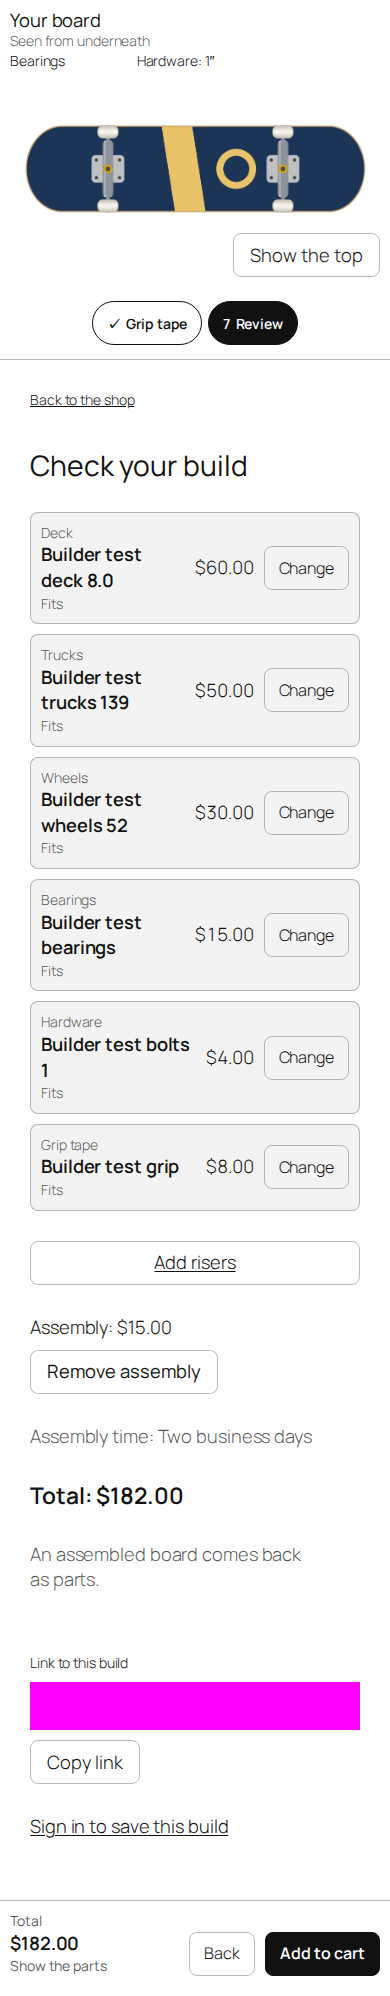 Your board
Seen from underneath
Bearings Hardware: 1″
Show the top
✓ Grip tape 7 Review
Back to the shop
Check your build
Deck
Builder test
deck 8.0
$60.00 Change
Fits
Trucks
Builder test
trucks 139
$50.00 Change
Fits
Wheels
Builder test
wheels 52
$30.00 Change
Fits
Bearings
Builder test
bearings
$15.00 Change
Fits
Hardware
Builder test bolts
1
$4.00 Change
Fits
Grip tape
Builder test grip $8.00 Change
Fits
Add risers
Assembly: $15.00
Remove assembly
Assembly time: Two business days
Total: $182.00
An assembled board comes back
as parts.
Link to this build
Copy link
Sign in to save this build
Total
$182.00
Show the parts
Back Add to cart